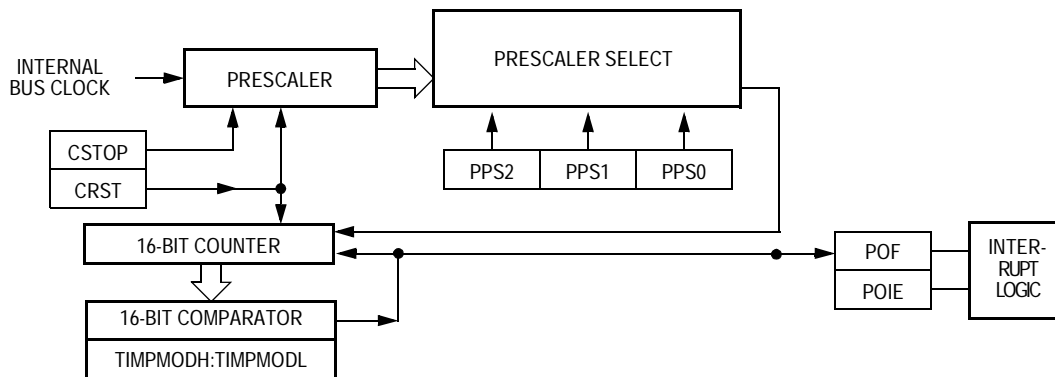 PRESCALER SELECT
INTERNAL
BUS CLOCK
PRESCALER
CSTOP
CRST
PPS2
PPS1
PPS0
16-BIT COUNTER
POF
POIE
INTER-
RUPT
LOGIC
16-BIT COMPARATOR
TIMPMODH:TIMPMODL